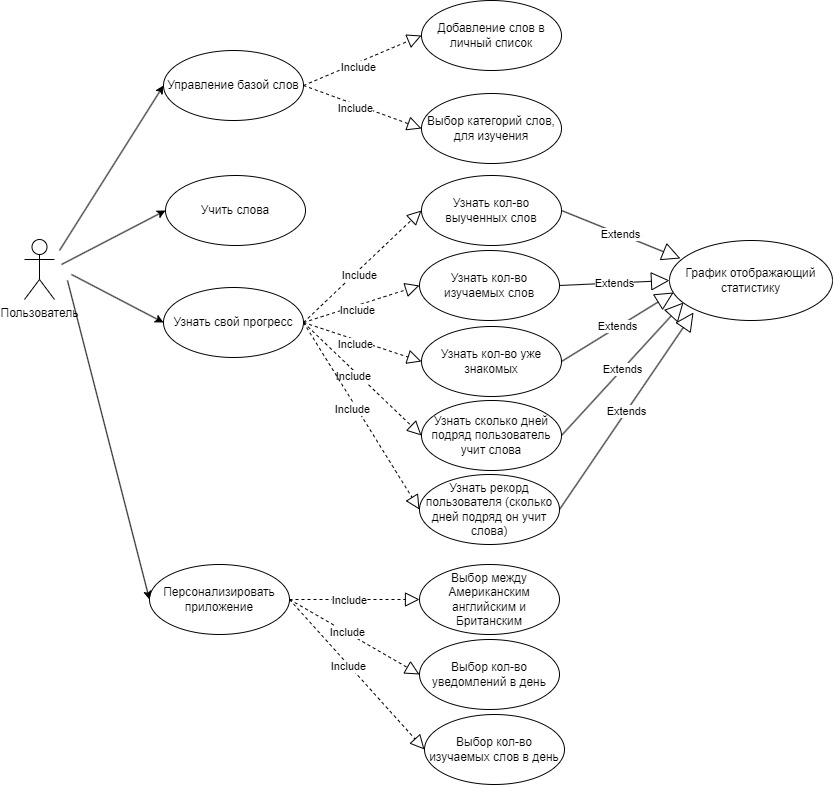 Добавление слов в
личный список
Include
Управление базой слов
Include
Выбор категорий слов,
для изучения
Учить слова
Узнать кол-во
выученных слов
Extends
Пользователь
Include
Узнать кол-во
изучаемых слов
Extends
График отображающий
статистику
Узнать свой прогресс
Include
Include
Узнать кол-во уже
знакомых
Extends
Include
Extends
Include
Узнать сколько дней
подряд пользователь
учит слова
Extends
Узнать рекорд
пользователя (сколько
дней подряд он учит
слова)
Персонализировать
приложение
Include
Выбор между
Американским
английским и
Британским
Include
Выбор кол-во
уведомлений в день
Include
Выбор кол-во
изучаемых слов в день